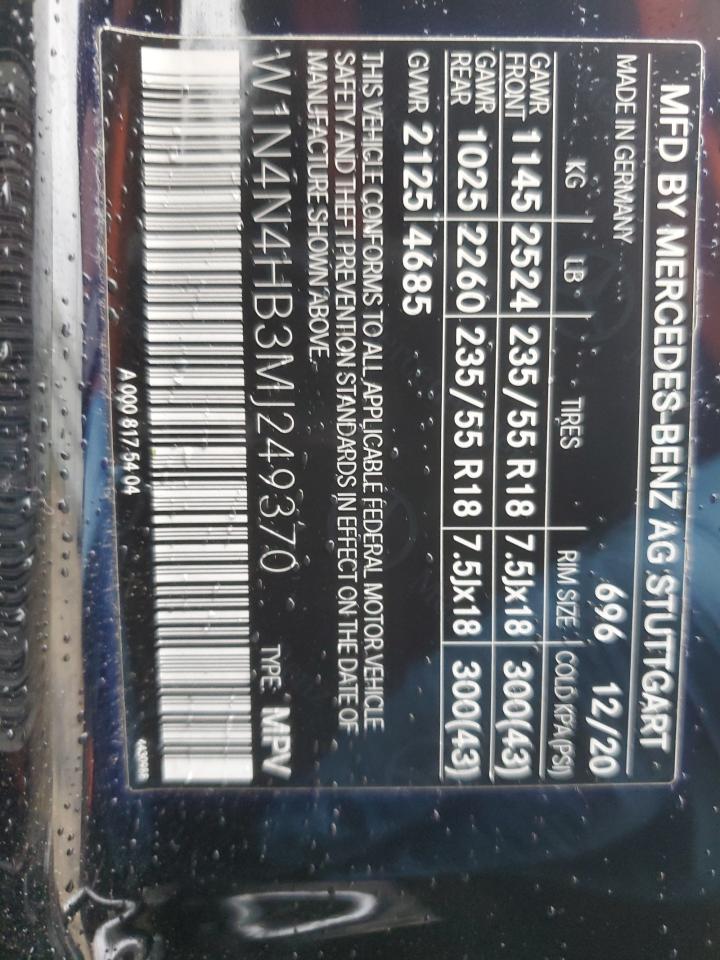 MFD BY MERCEDES-BENZ AG STUTTGART
MADE IN GERMANY 696 12/20
KG LB TIRES RIM SIZE COLD KPA(PSI)
GAWR FRONT 1145 2524 235/55 R18 7.5Jx18 300(43)
GAWR REAR 1025 2260 235/55 R18 7.5Jx18 300(43)
GVWR 2125 4685
THIS VEHICLE CONFORMS TO ALL APPLICABLE FEDERAL MOTOR VEHICLE
SAFETY AND THEFT PREVENTION STANDARDS IN EFFECT ON THE DATE OF
MANUFACTURE SHOWN ABOVE.
W1N4N4HB3MJ249370 TYPE: MPV
A 000 817 54 04